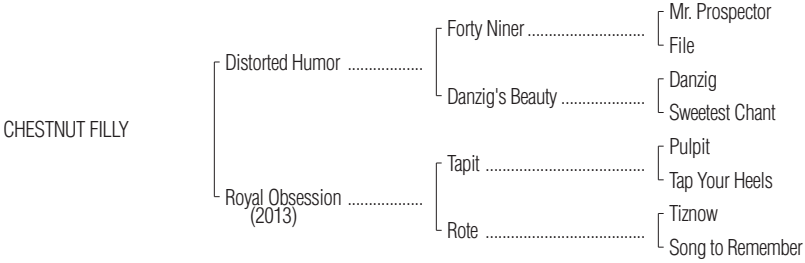 Mr. Prospector
Forty Niner ...........................
File
Distorted Humor ..................
Danzig
Danzig's Beauty ...................
Sweetest Chant
CHESTNUT FILLY
Pulpit
Tapit .....................................
Tap Your Heels
Royal Obsession ..................
(2013)
Tiznow
Rote .....................................
Song to Remember